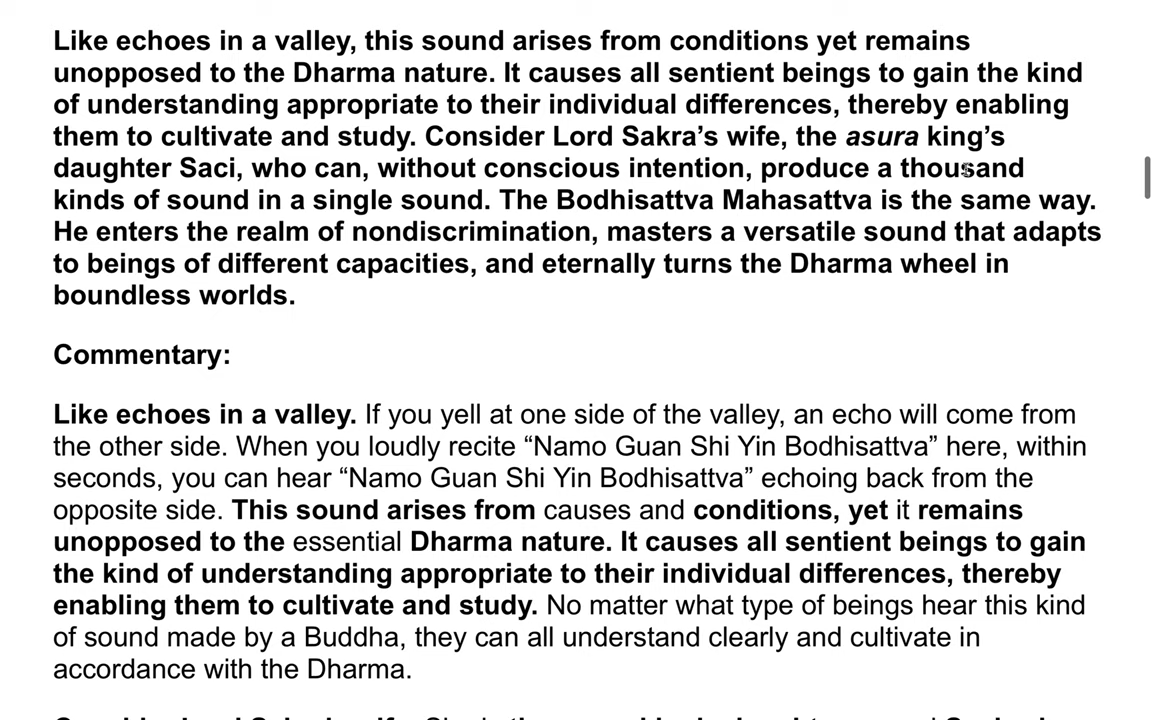 Like echoes in a valley, this sound arises from conditions yet remains
unopposed to the Dharma nature. It causes all sentient beings to gain the kind
of understanding appropriate to their individual differences, thereby enabling
them to cultivate and study. Consider Lord Sakra’s wife, the asura king’s
daughter Saci, who can, without conscious intention, produce a thousand
kinds of sound in a single sound. The Bodhisattva Mahasattva is the same way.
He enters the realm of nondiscrimination, masters a versatile sound that adapts
to beings of different capacities, and eternally turns the Dharma wheel in
boundless worlds.
Commentary:
Like echoes in a valley. If you yell at one side of the valley, an echo will come from
the other side. When you loudly recite “Namo Guan Shi Yin Bodhisattva” here, within
seconds, you can hear “Namo Guan Shi Yin Bodhisattva” echoing back from the
opposite side. This sound arises from causes and conditions, yet it remains
unopposed to the essential Dharma nature. It causes all sentient beings to gain
the kind of understanding appropriate to their individual differences, thereby
enabling them to cultivate and study. No matter what type of beings hear this kind
of sound made by a Buddha, they can all understand clearly and cultivate in
accordance with the Dharma.